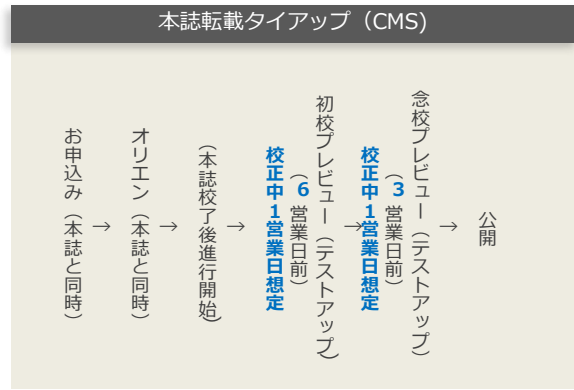 本誌転載タイアップ（CMS)
お申込み（本誌と同時）
→
オリエン（本誌と同時）
→
（本誌校了後進行開始）
→
初校プレビュー（テストアップ）
（6営業日前）
校正中1営業日想定
→
念校プレビュー（テストアップ）
（3営業日前）
校正中1営業日想定
→
公開